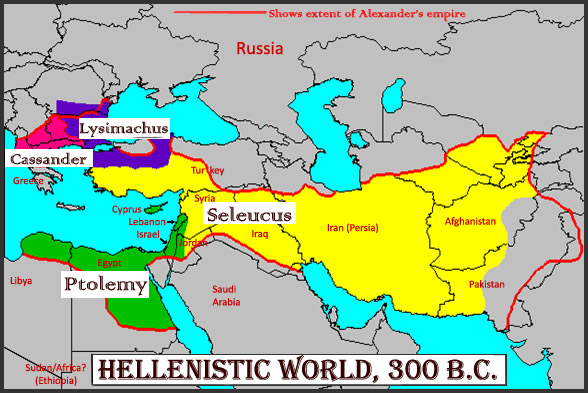 Shows extent of Alexander's empire
Russia
Lysimachus
Cassander
Greece
Turkey
Syria
Cyprus
Seleucus
Lebanon
Israel
Jordan
Iraq
Iran (Persia)
Afghanistan
Pakistan
Egypt
Libya
Ptolemy
Saudi
Arabia
Sudan/Africa?
(Ethiopia)
HELLENISTIC WORLD, 300 B.C.